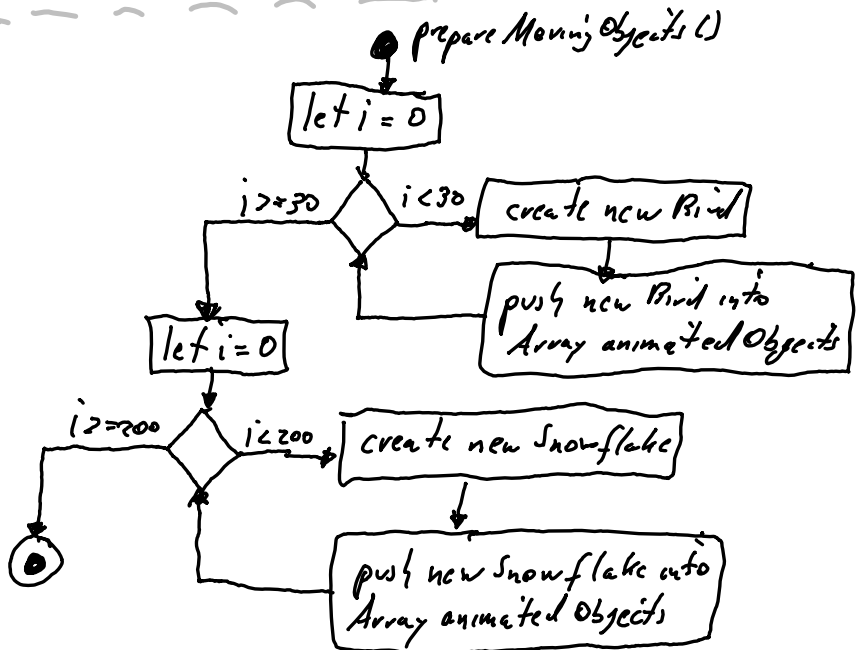 prepare Moving Objects ()
let i = 0
i >= 30
i < 30
create new Bird
push new Bird into
Array animated Objects
let i = 0
i >= 200
i < 200
create new Snowflake
push new Snowflake into
Array animated Objects